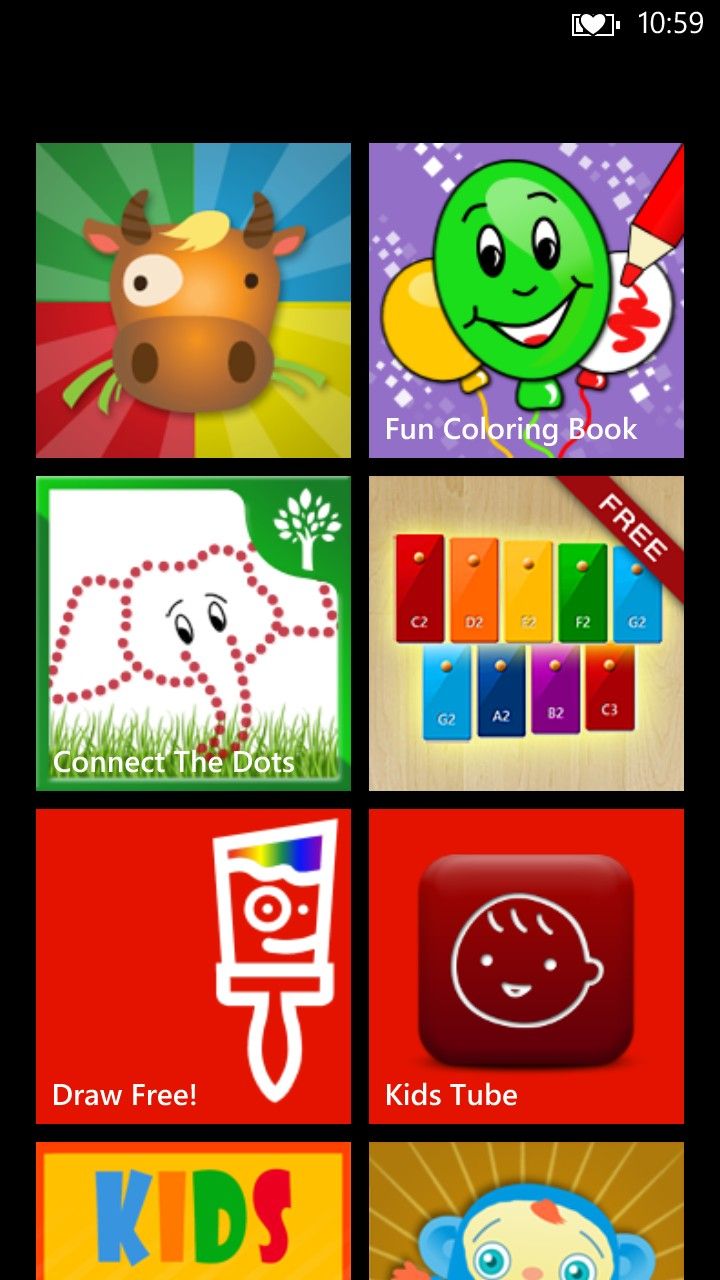 10:59
Fun Coloring Book
Connect The Dots
FREE
C2 D2 E2 F2 G2
G2 A2 B2 C3
Draw Free!
Kids Tube
KIDS